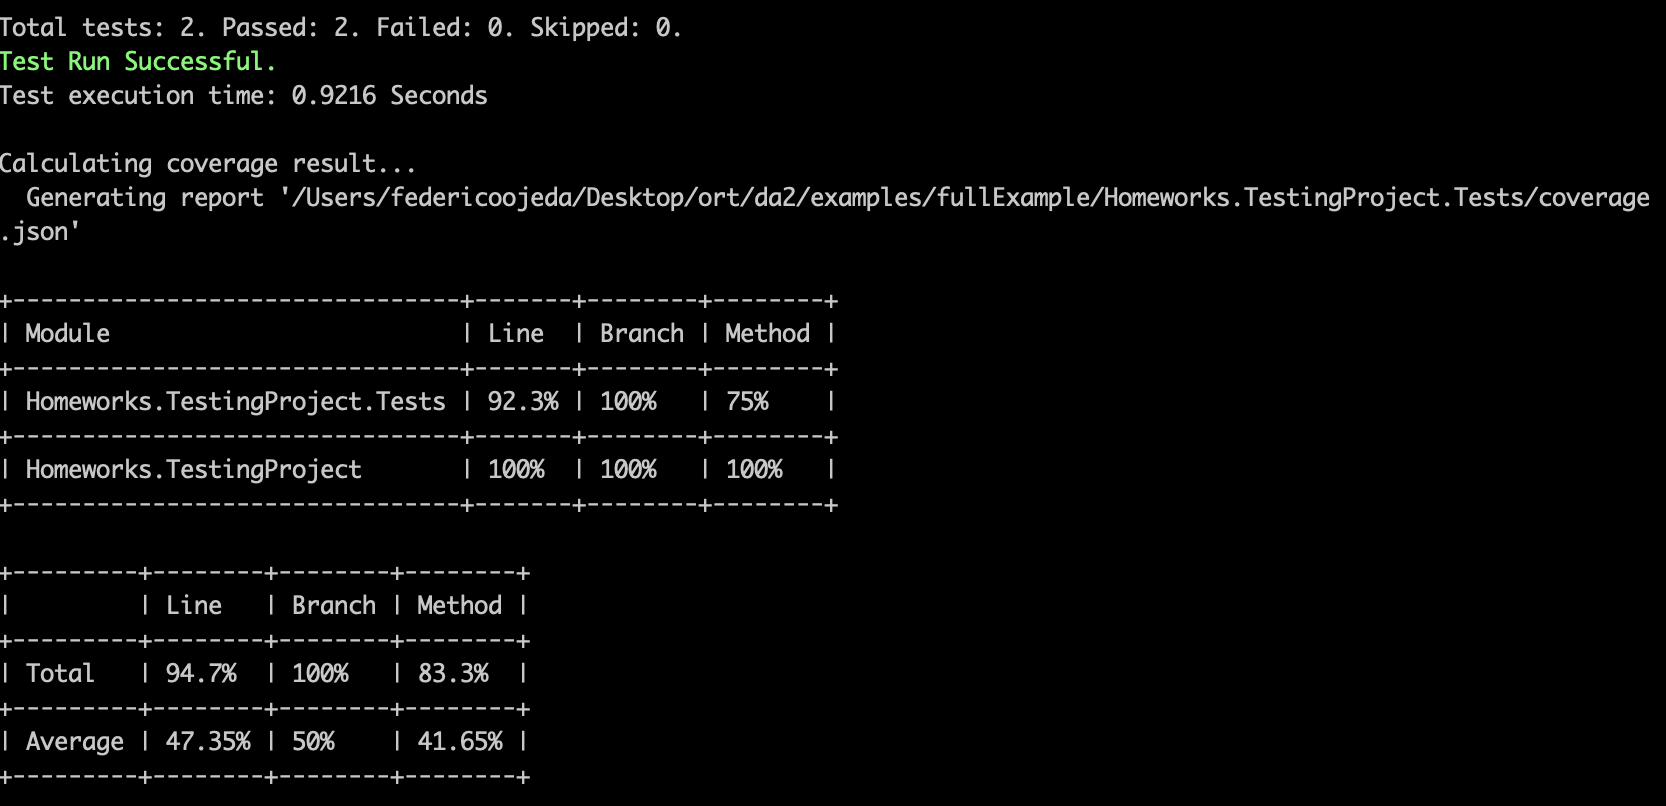 Total tests: 2. Passed: 2. Failed: 0. Skipped: 0.
Test Run Successful.
Test execution time: 0.9216 Seconds

Calculating coverage result...
  Generating report '/Users/federicoojeda/Desktop/ort/da2/examples/fullExample/Homeworks.TestingProject.Tests/coverage
.json'

+--------------------------------+-------+--------+--------+
| Module                         | Line  | Branch | Method |
+--------------------------------+-------+--------+--------+
| Homeworks.TestingProject.Tests | 92.3% | 100%   | 75%    |
+--------------------------------+-------+--------+--------+
| Homeworks.TestingProject       | 100%  | 100%   | 100%   |
+--------------------------------+-------+--------+--------+

+---------+--------+--------+--------+
|         | Line   | Branch | Method |
+---------+--------+--------+--------+
| Total   | 94.7%  | 100%   | 83.3%  |
+---------+--------+--------+--------+
| Average | 47.35% | 50%    | 41.65% |
+---------+--------+--------+--------+